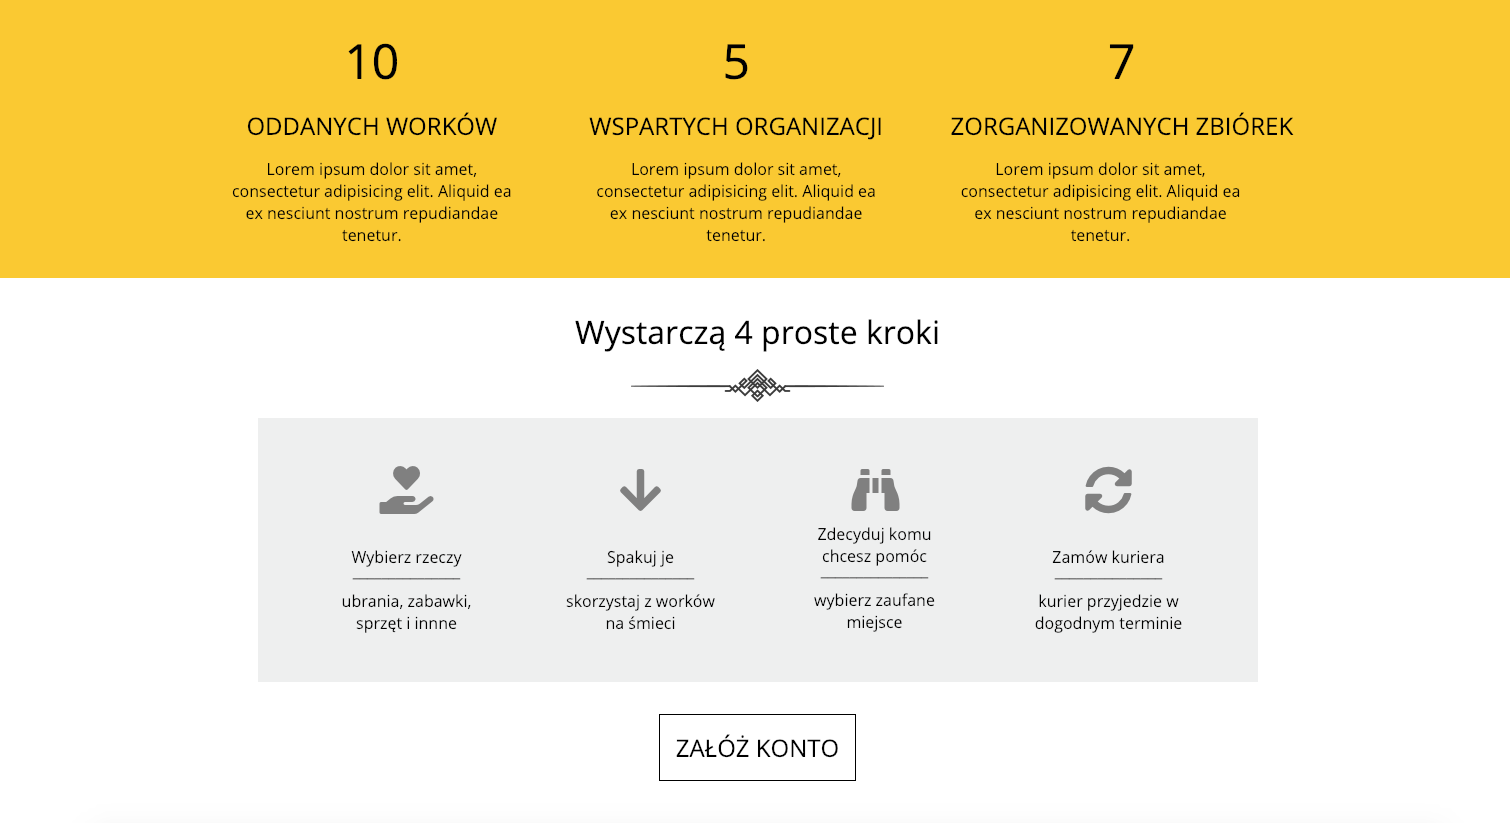 10
ODDANYCH WORKÓW
Lorem ipsum dolor sit amet,
consectetur adipisicing elit. Aliquid ea
ex nesciunt nostrum repudiandae
tenetur.
5
WSPARTYCH ORGANIZACJI
Lorem ipsum dolor sit amet,
consectetur adipisicing elit. Aliquid ea
ex nesciunt nostrum repudiandae
tenetur.
7
ZORGANIZOWANYCH ZBIÓREK
Lorem ipsum dolor sit amet,
consectetur adipisicing elit. Aliquid ea
ex nesciunt nostrum repudiandae
tenetur.
Wystarczą 4 proste kroki
Wybierz rzeczy
ubrania, zabawki,
sprzęt i innne
Spakuj je
skorzystaj z worków
na śmieci
Zdecyduj komu
chcesz pomóc
wybierz zaufane
miejsce
Zamów kuriera
kurier przyjedzie w
dogodnym terminie
ZAŁÓŻ KONTO